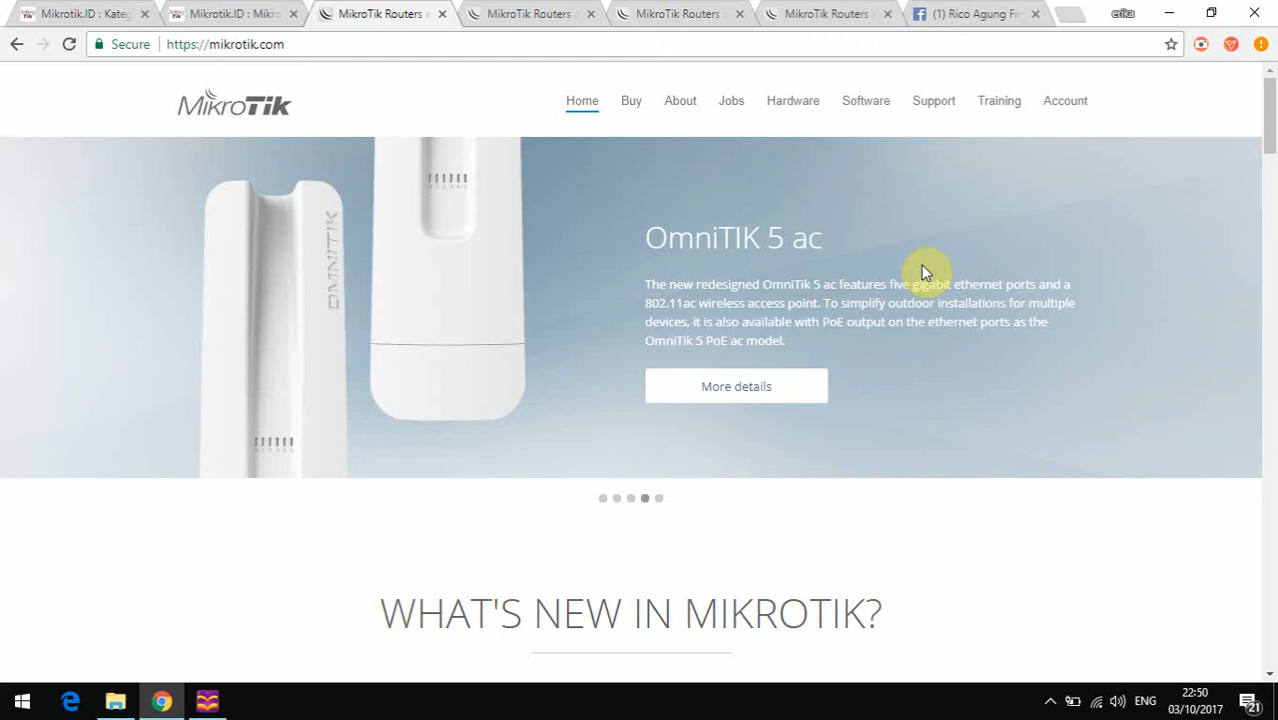 Mikrotik.ID : Kateg
Mikrotik.ID : Mikro
MikroTik Routers a
MikroTik Routers a
MikroTik Routers
MikroTik Routers
(1) Rico Agung Fir
erika
Secure
https://mikrotik.com
MikroTik
Home
Buy
About
Jobs
Hardware
Software
Support
Training
Account
OMNITIK
OmniTIK 5 ac
The new redesigned OmniTik 5 ac features five gigabit ethernet ports and a
802.11ac wireless access point. To simplify outdoor installations for multiple
devices, it is also available with PoE output on the ethernet ports as the
OmniTik 5 PoE ac model.
More details
WHAT'S NEW IN MIKROTIK?
ENG
22:50
03/10/2017
21